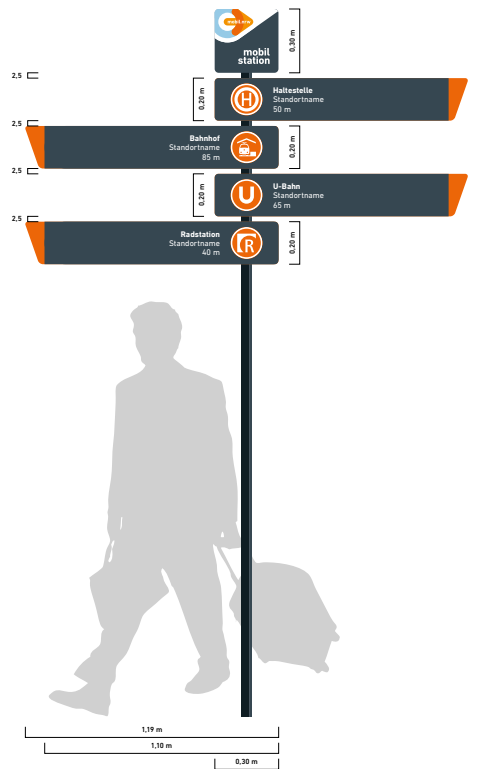 mobil.nrw
mobil
station
0,30 m
2,5
0,20 m
H
Haltestelle
Standortname
50 m
2,5
Bahnhof
Standortname
85 m
0,20 m
2,5
0,20 m
U
U-Bahn
Standortname
65 m
2,5
Radstation
Standortname
40 m
R
0,20 m
1,19 m
1,10 m
0,30 m